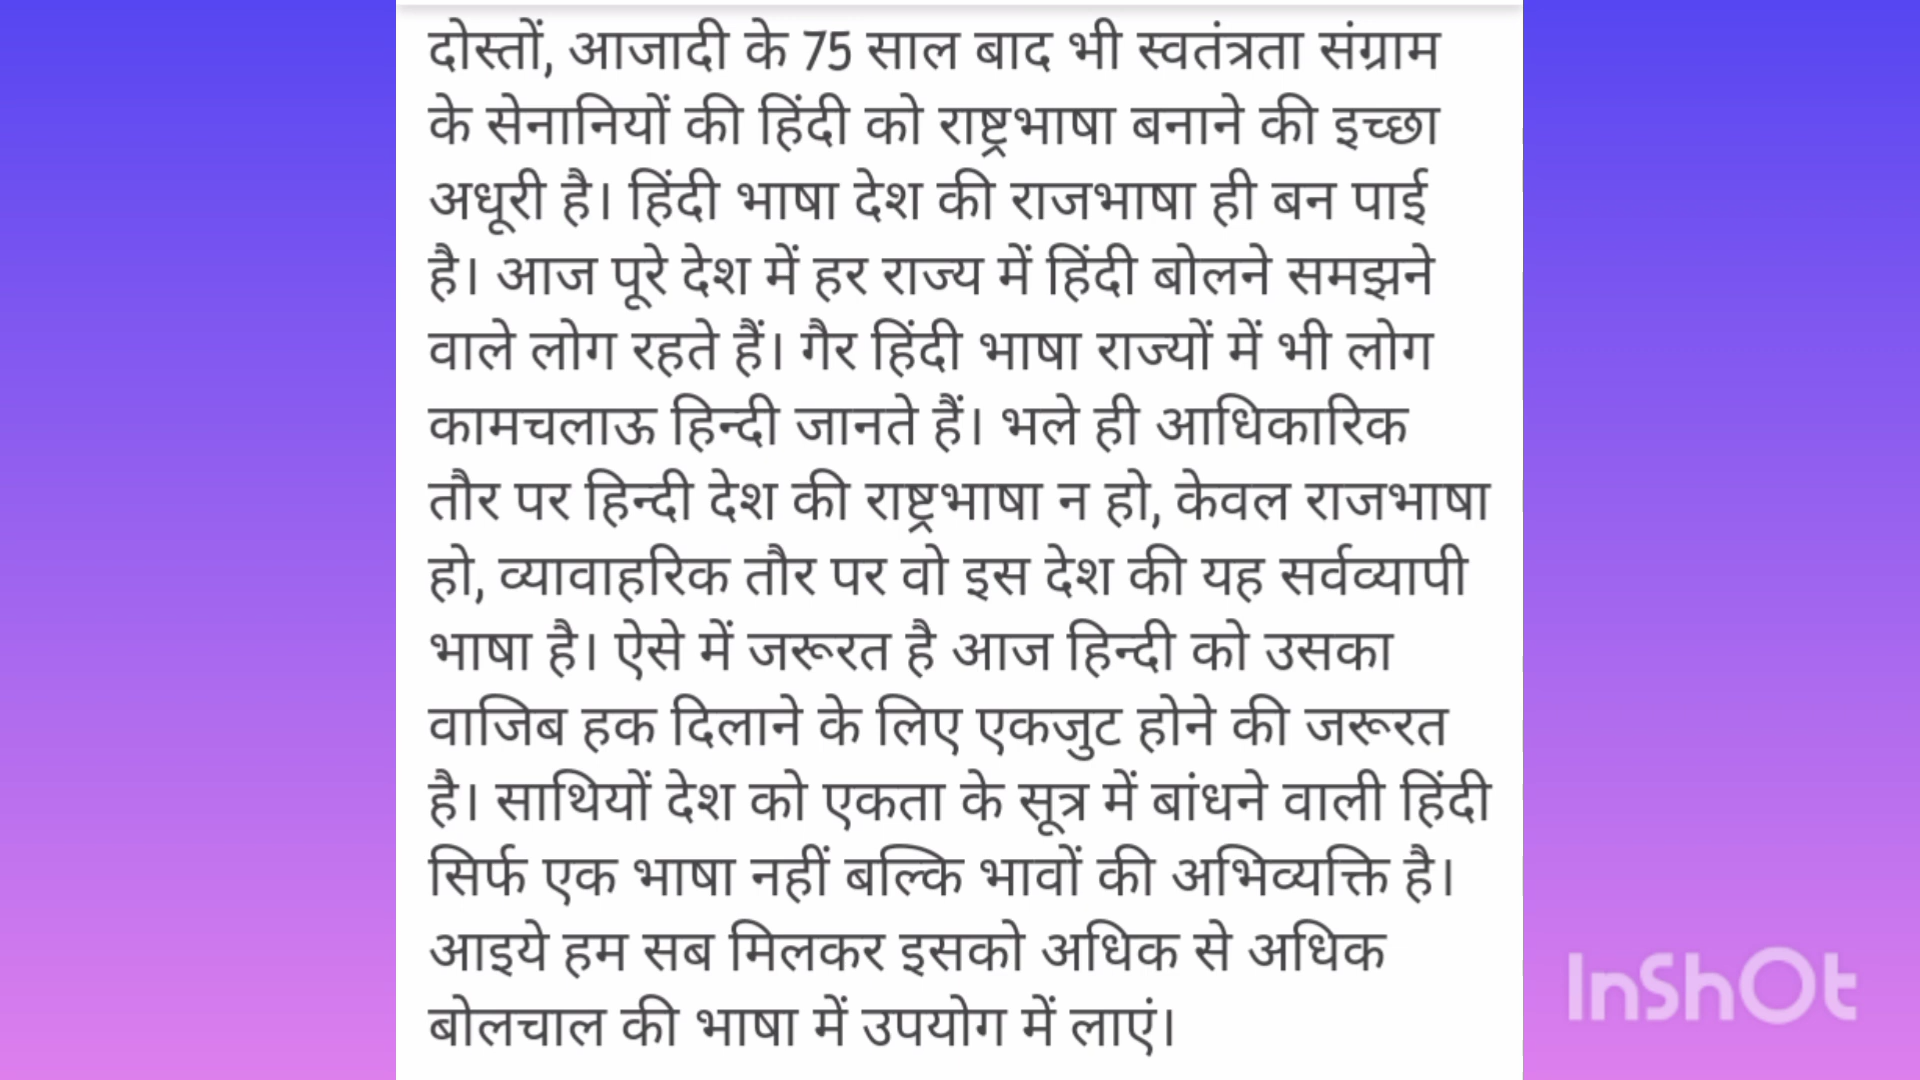 दोस्तों, आजादी के 75 साल बाद भी स्वतंत्रता संग्राम
के सेनानियों की हिंदी को राष्ट्रभाषा बनाने की इच्छा
अधूरी है। हिंदी भाषा देश की राजभाषा ही बन पाई
है। आज पूरे देश में हर राज्य में हिंदी बोलने समझने
वाले लोग रहते हैं। गैर हिंदी भाषा राज्यों में भी लोग
कामचलाऊ हिन्दी जानते हैं। भले ही आधिकारिक
तौर पर हिन्दी देश की राष्ट्रभाषा न हो, केवल राजभाषा
हो, व्यावाहरिक तौर पर वो इस देश की यह सर्वव्यापी
भाषा है। ऐसे में जरूरत है आज हिन्दी को उसका
वाजिब हक दिलाने के लिए एकजुट होने की जरूरत
है। साथियों देश को एकता के सूत्र में बांधने वाली हिंदी
सिर्फ एक भाषा नहीं बल्कि भावों की अभिव्यक्ति है।
आइये हम सब मिलकर इसको अधिक से अधिक
बोलचाल की भाषा में उपयोग में लाएं।
InShOt